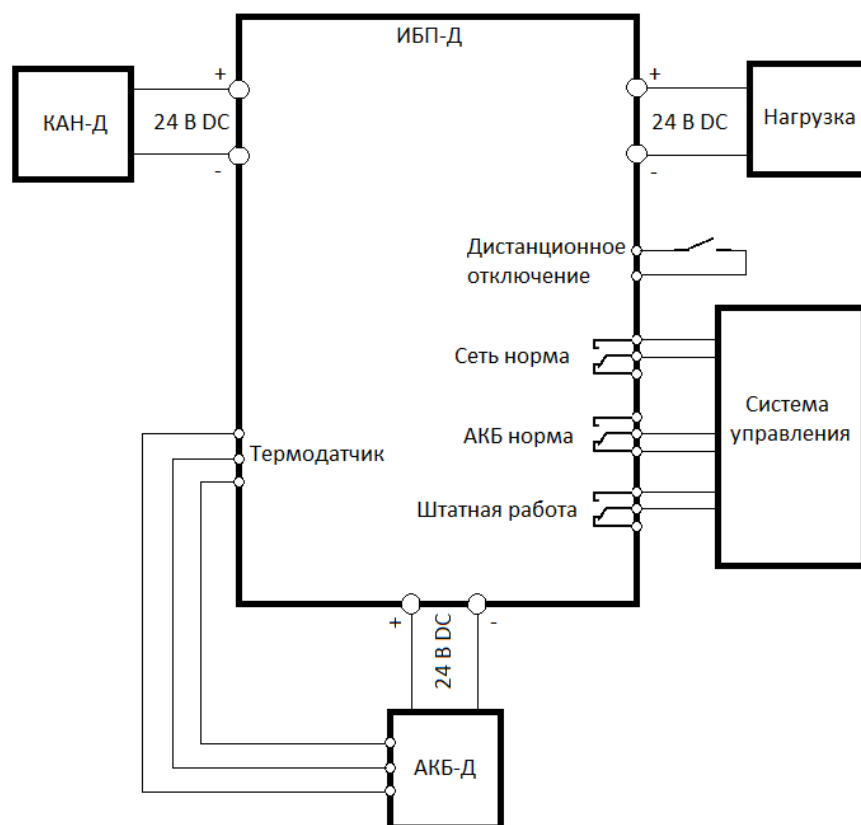 ИБП-Д
+
+
КАН-Д
24 В DC
24 В DC
Нагрузка
-
-
Дистанционное
отключение
Сеть норма
Система
управления
АКБ норма
Термодатчик
Штатная работа
+
24 В DC
-
АКБ-Д